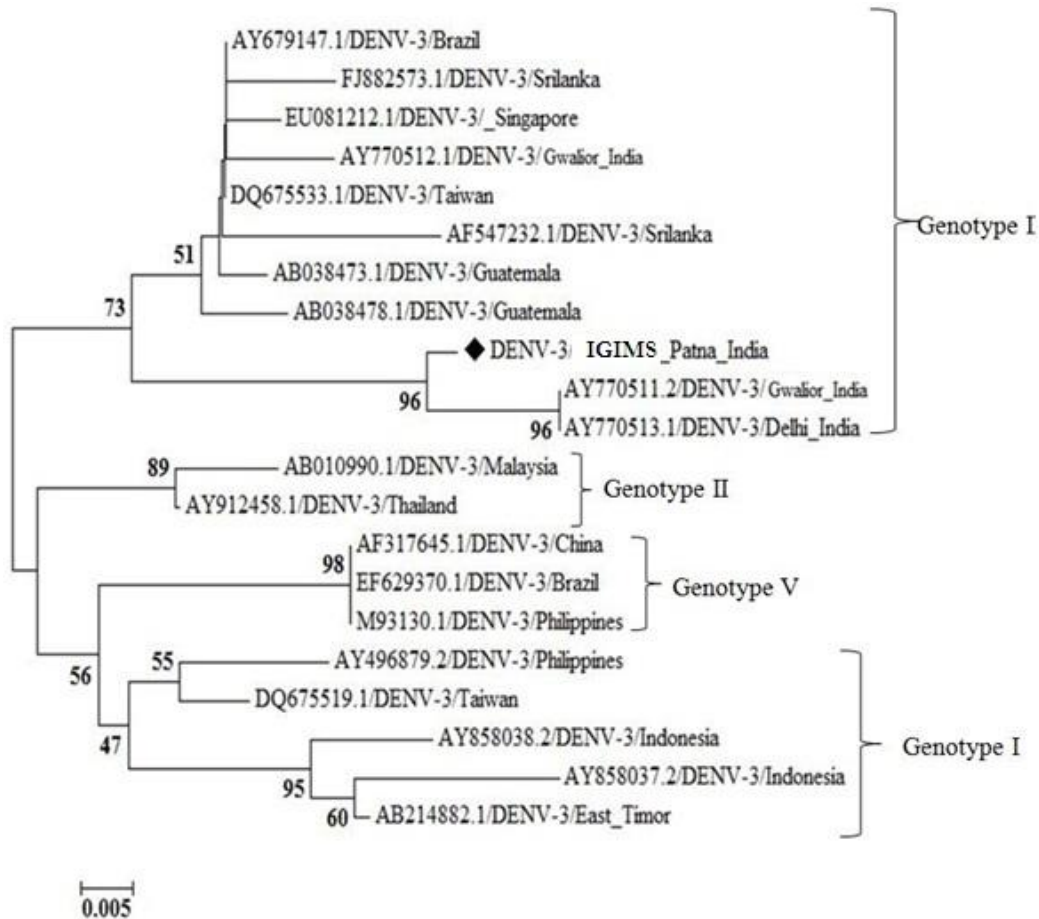 AY679147.1/DENV-3/Brazil
FJ882573.1/DENV-3/Srilanka
EU081212.1/DENV-3/_Singapore
AY770512.1/DENV-3/Gwalior_India
DQ675533.1/DENV-3/Taiwan
AF547232.1/DENV-3/Srilanka
Genotype I
51
AB038473.1/DENV-3/Guatemala
73
AB038478.1/DENV-3/Guatemala
DENV-3/ IGIMS _Patna_India
AY770511.2/DENV-3/Gwalior_India
96
96
AY770513.1/DENV-3/Delhi_India
89
AB010990.1/DENV-3/Malaysia
Genotype II
AY912458.1/DENV-3/Thailand
AF317645.1/DENV-3/China
98
EF629370.1/DENV-3/Brazil
Genotype V
M93130.1/DENV-3/Philippines
55
AY496879.2/DENV-3/Philippines
56
DQ675519.1/DENV-3/Taiwan
47
AY858038.2/DENV-3/Indonesia
Genotype I
95
AY858037.2/DENV-3/Indonesia
60
AB214882.1/DENV-3/East_Timor
0.005